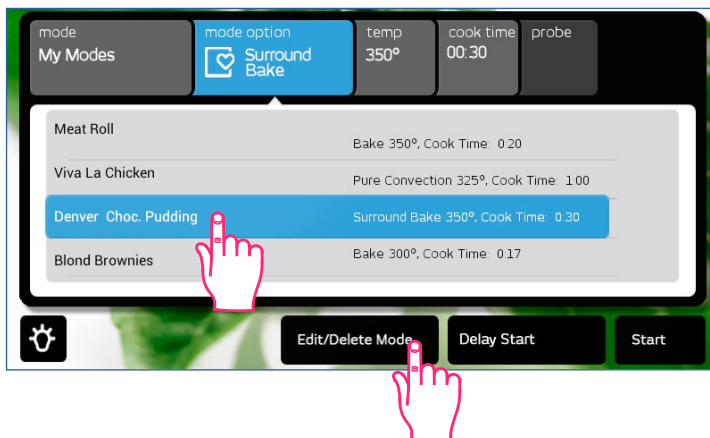 mode
My Modes
mode option
Surround
Bake
temp
350°
cook time
00:30
probe
Meat Roll
Bake 350°, Cook Time: 0:20
Viva La Chicken
Pure Convection 325°, Cook Time: 1:00
Denver Choc. Pudding
Surround Bake 350°, Cook Time: 0:30
Blond Brownies
Bake 300°, Cook Time: 0:17
Edit/Delete Mode
Delay Start
Start